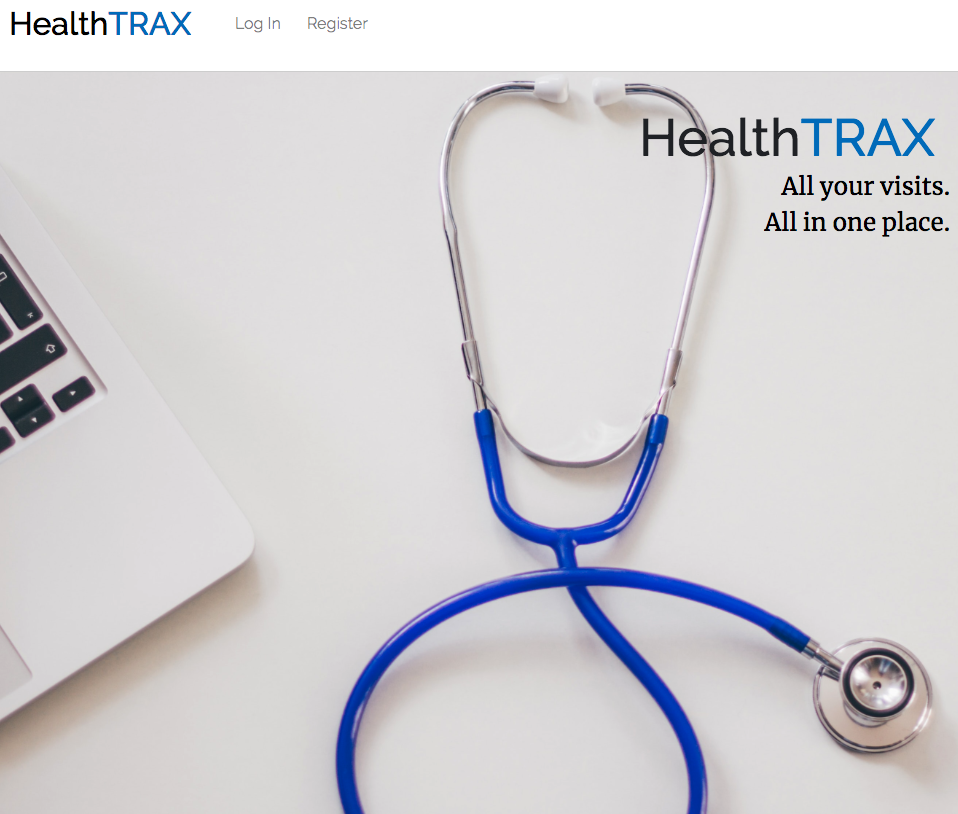 HealthTRAX Log In Register
HealthTRAX
All your visits.
All in one place.